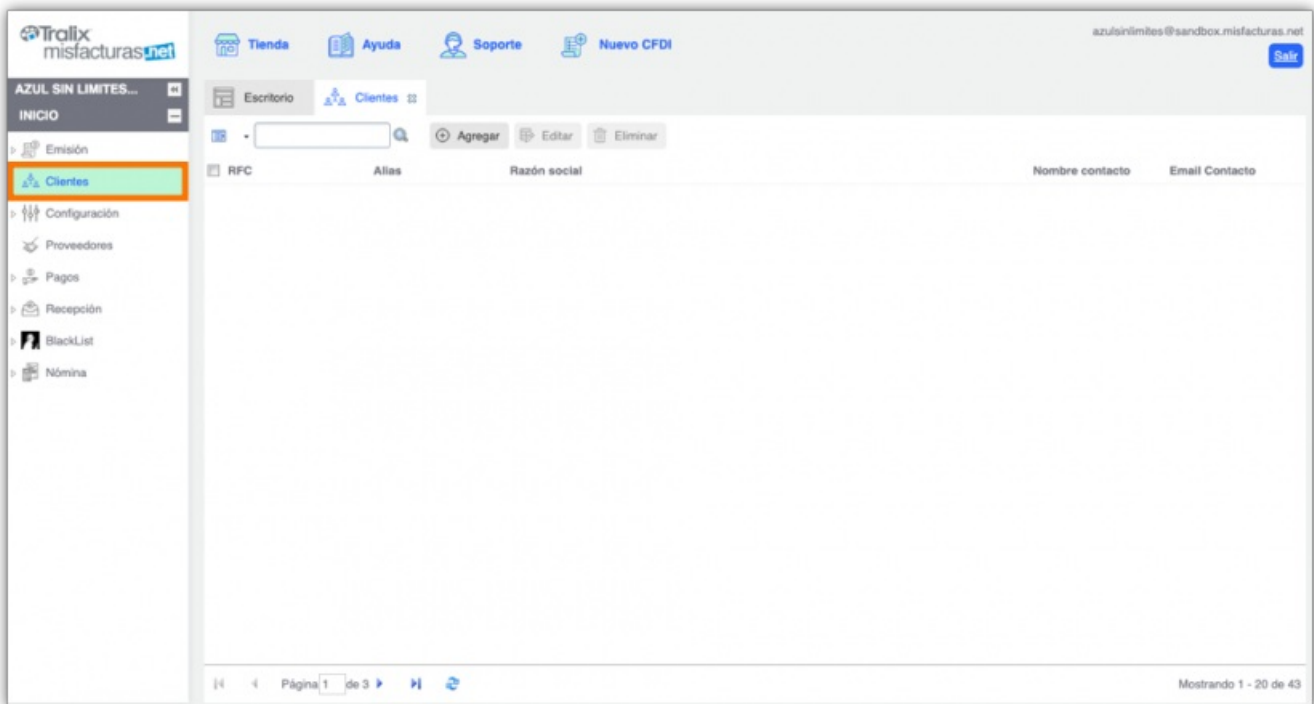 Tralix
misfacturas.net
Tienda
Ayuda
Soporte
Nuevo CFDI
azulsinlimites@sandbox.misfacturas.net
Salir
AZUL SIN LIMITES...
INICIO
Emisión
Clientes
Configuración
Proveedores
Pagos
Recepción
BlackList
Nómina
Escritorio
Clientes
Agregar
Editar
Eliminar
RFC Alias Razón social Nombre contacto Email Contacto
Página 1 de 3
Mostrando 1 - 20 de 43